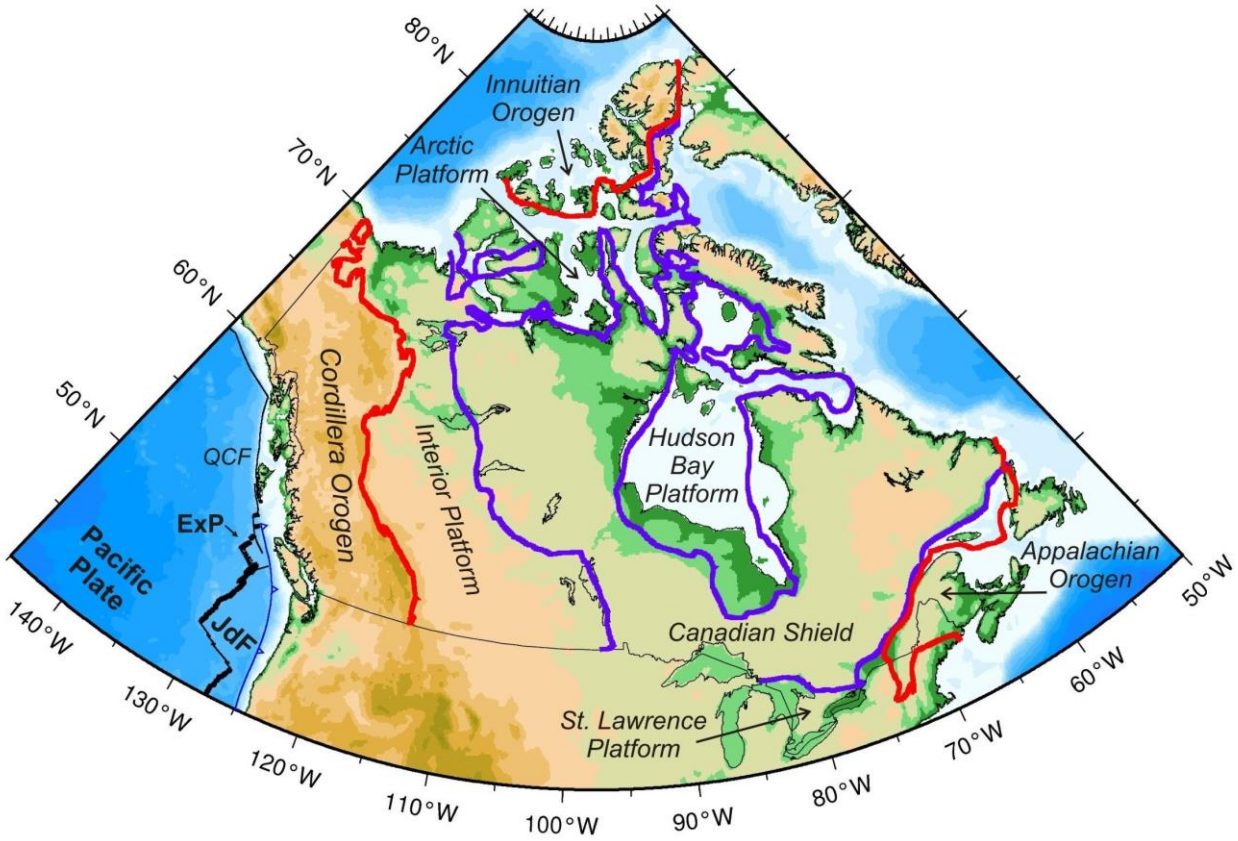 80°N
70°N
60°N
50°N
Innuitian
Orogen
Arctic
Platform
Cordillera Orogen
Interior Platform
Hudson
Bay
Platform
QCF
ExP
Pacific
Plate
JdF
Canadian Shield
Appalachian
Orogen
St. Lawrence
Platform
140°W
130°W
120°W
110°W
100°W
90°W
80°W
70°W
60°W
50°W